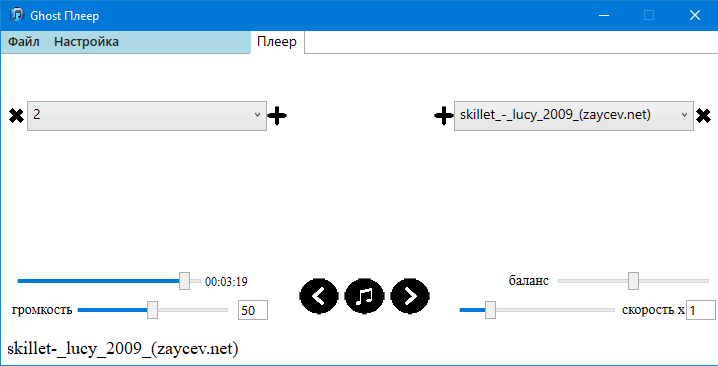 Ghost Плеер
Файл Настройка Плеер
2 skillet_-_lucy_2009_(zaycev.net)
00:03:19 баланс
громкость 50 скорость x 1
skillet-_lucy_2009_(zaycev.net)